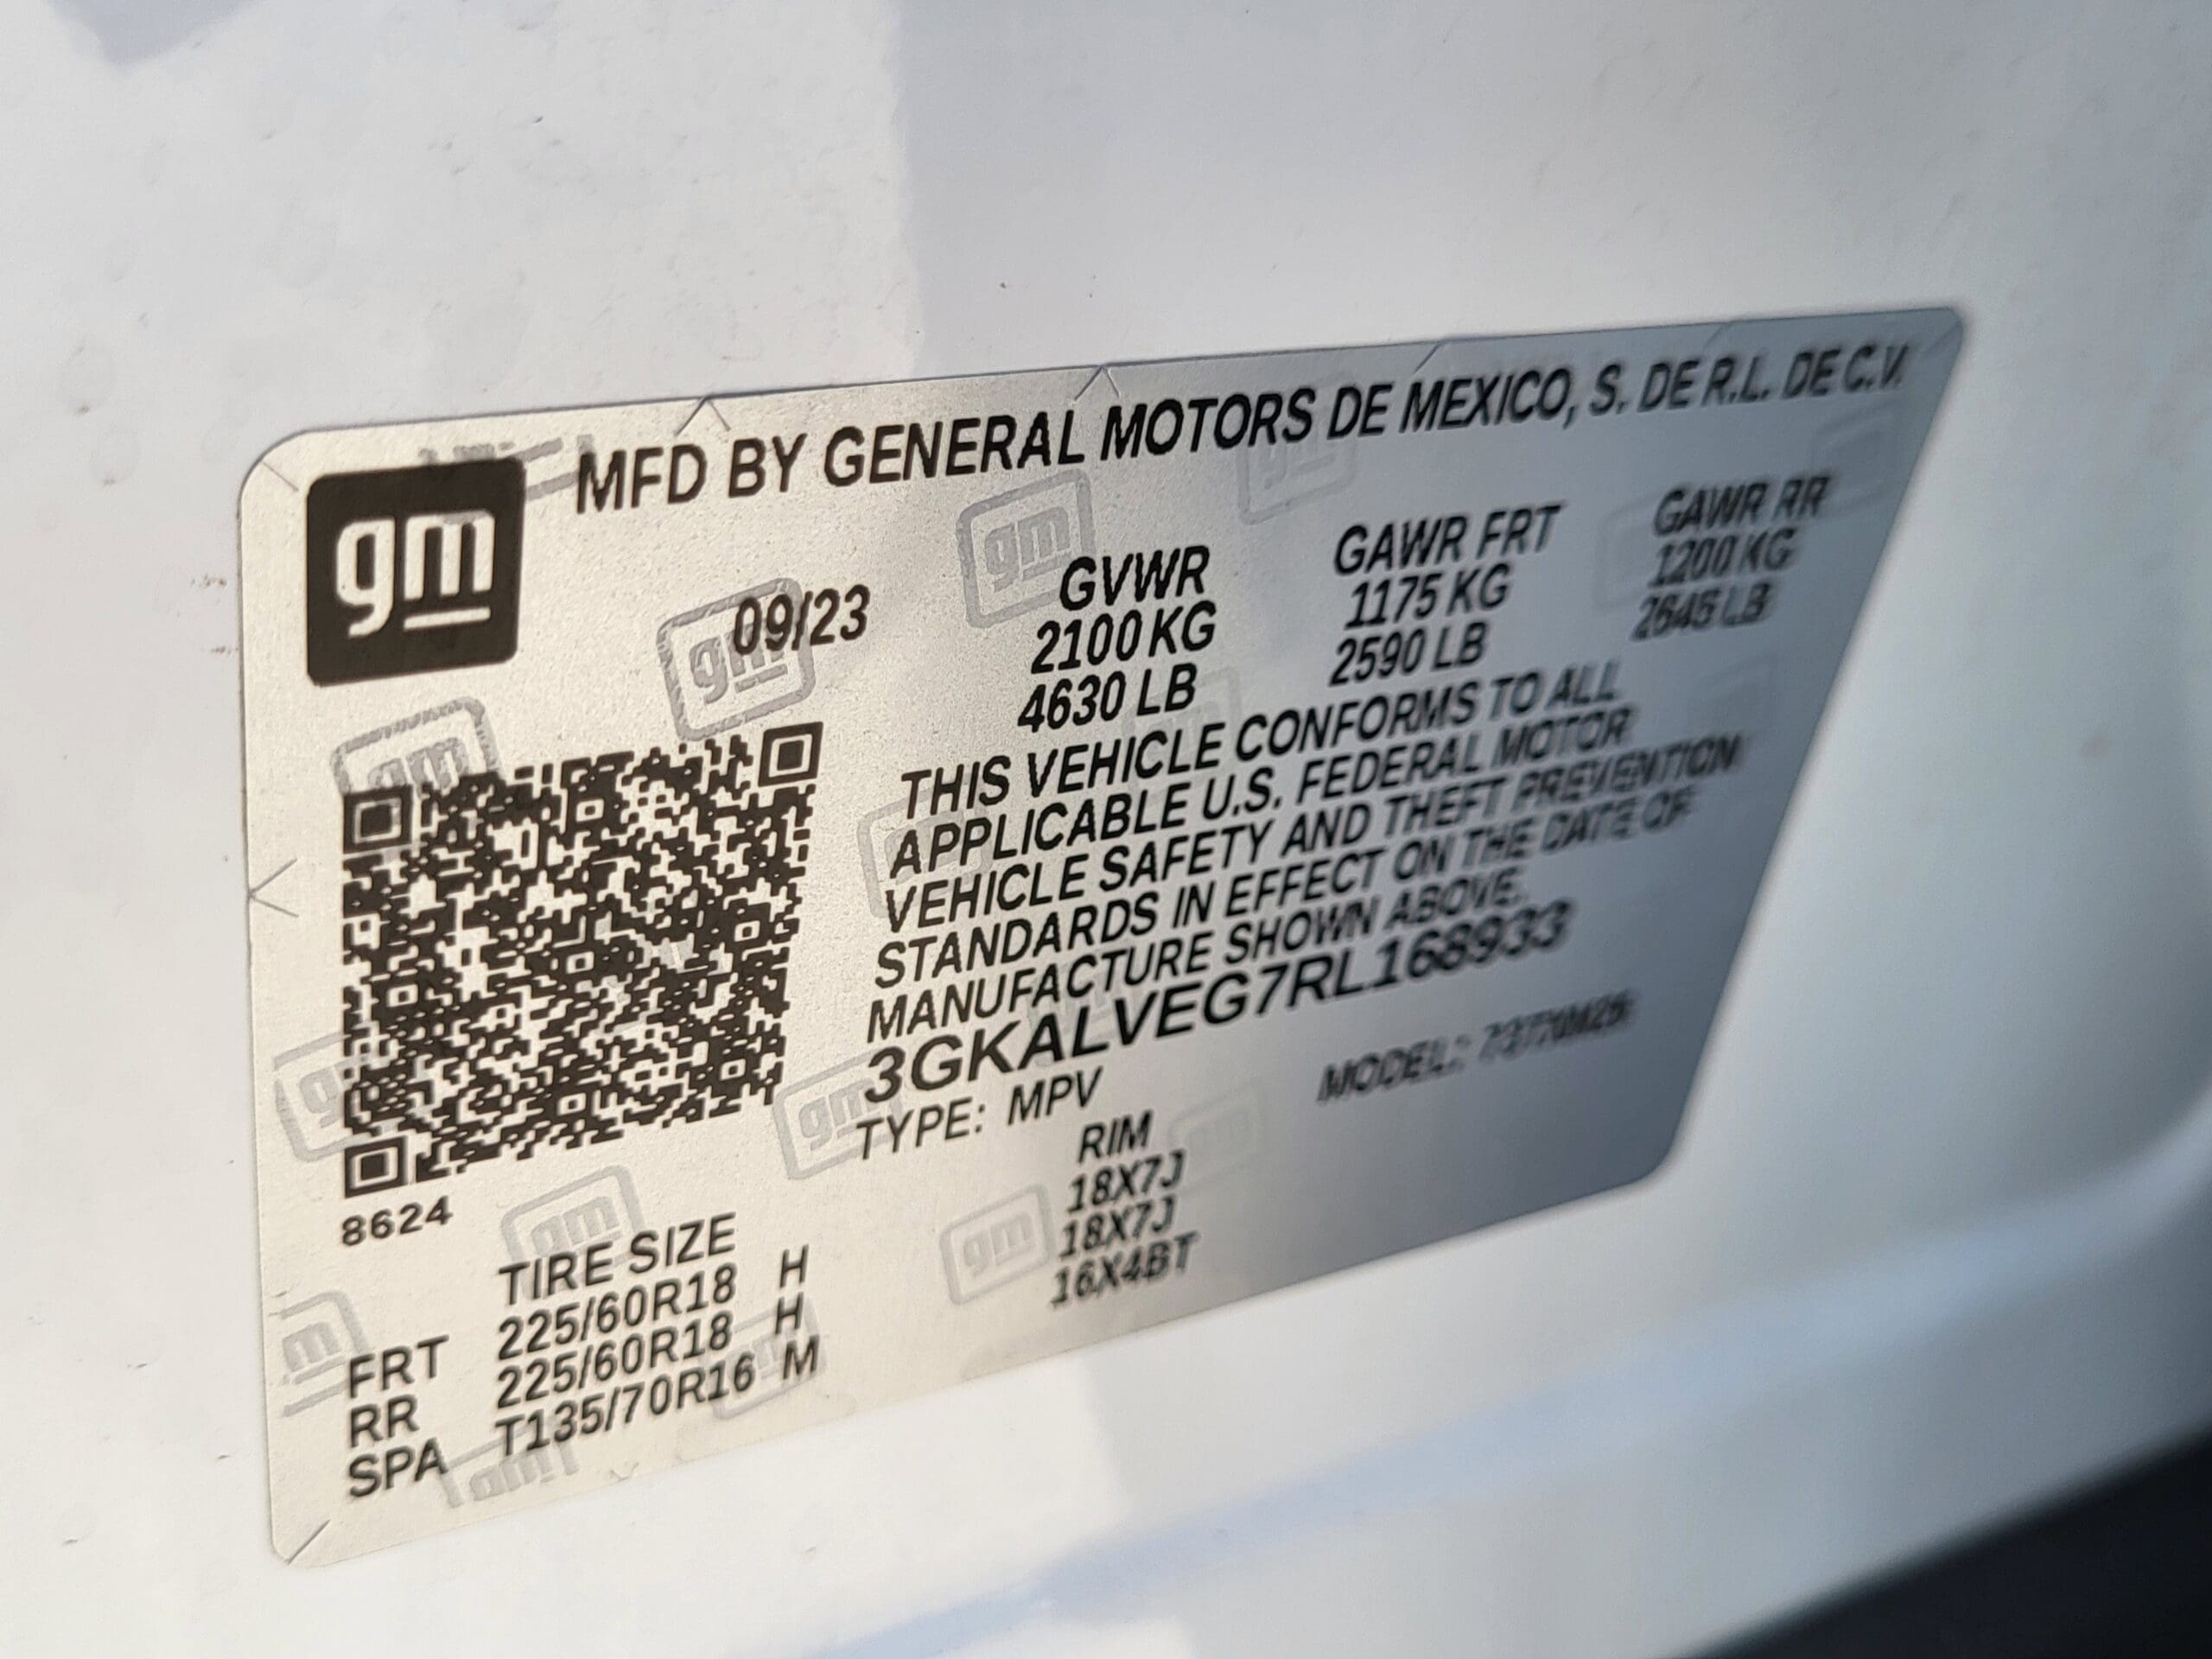 gm
MFD BY GENERAL MOTORS DE MEXICO, S. DE R.L. DE C.V.
09/23
GVWR GAWR FRT GAWR RR
2100 KG 1175 KG 1200 KG
4630 LB 2590 LB 2645 LB
THIS VEHICLE CONFORMS TO ALL
APPLICABLE U.S. FEDERAL MOTOR
VEHICLE SAFETY AND THEFT PREVENTION
STANDARDS IN EFFECT ON THE DATE OF
MANUFACTURE SHOWN ABOVE.
3GKALVEG7RL168933
TYPE: MPV MODEL:
8624
TIRE SIZE RIM
FRT 225/60R18 H 18X7J
RR 225/60R18 H 18X7J
SPA T135/70R16 M 16X4BT